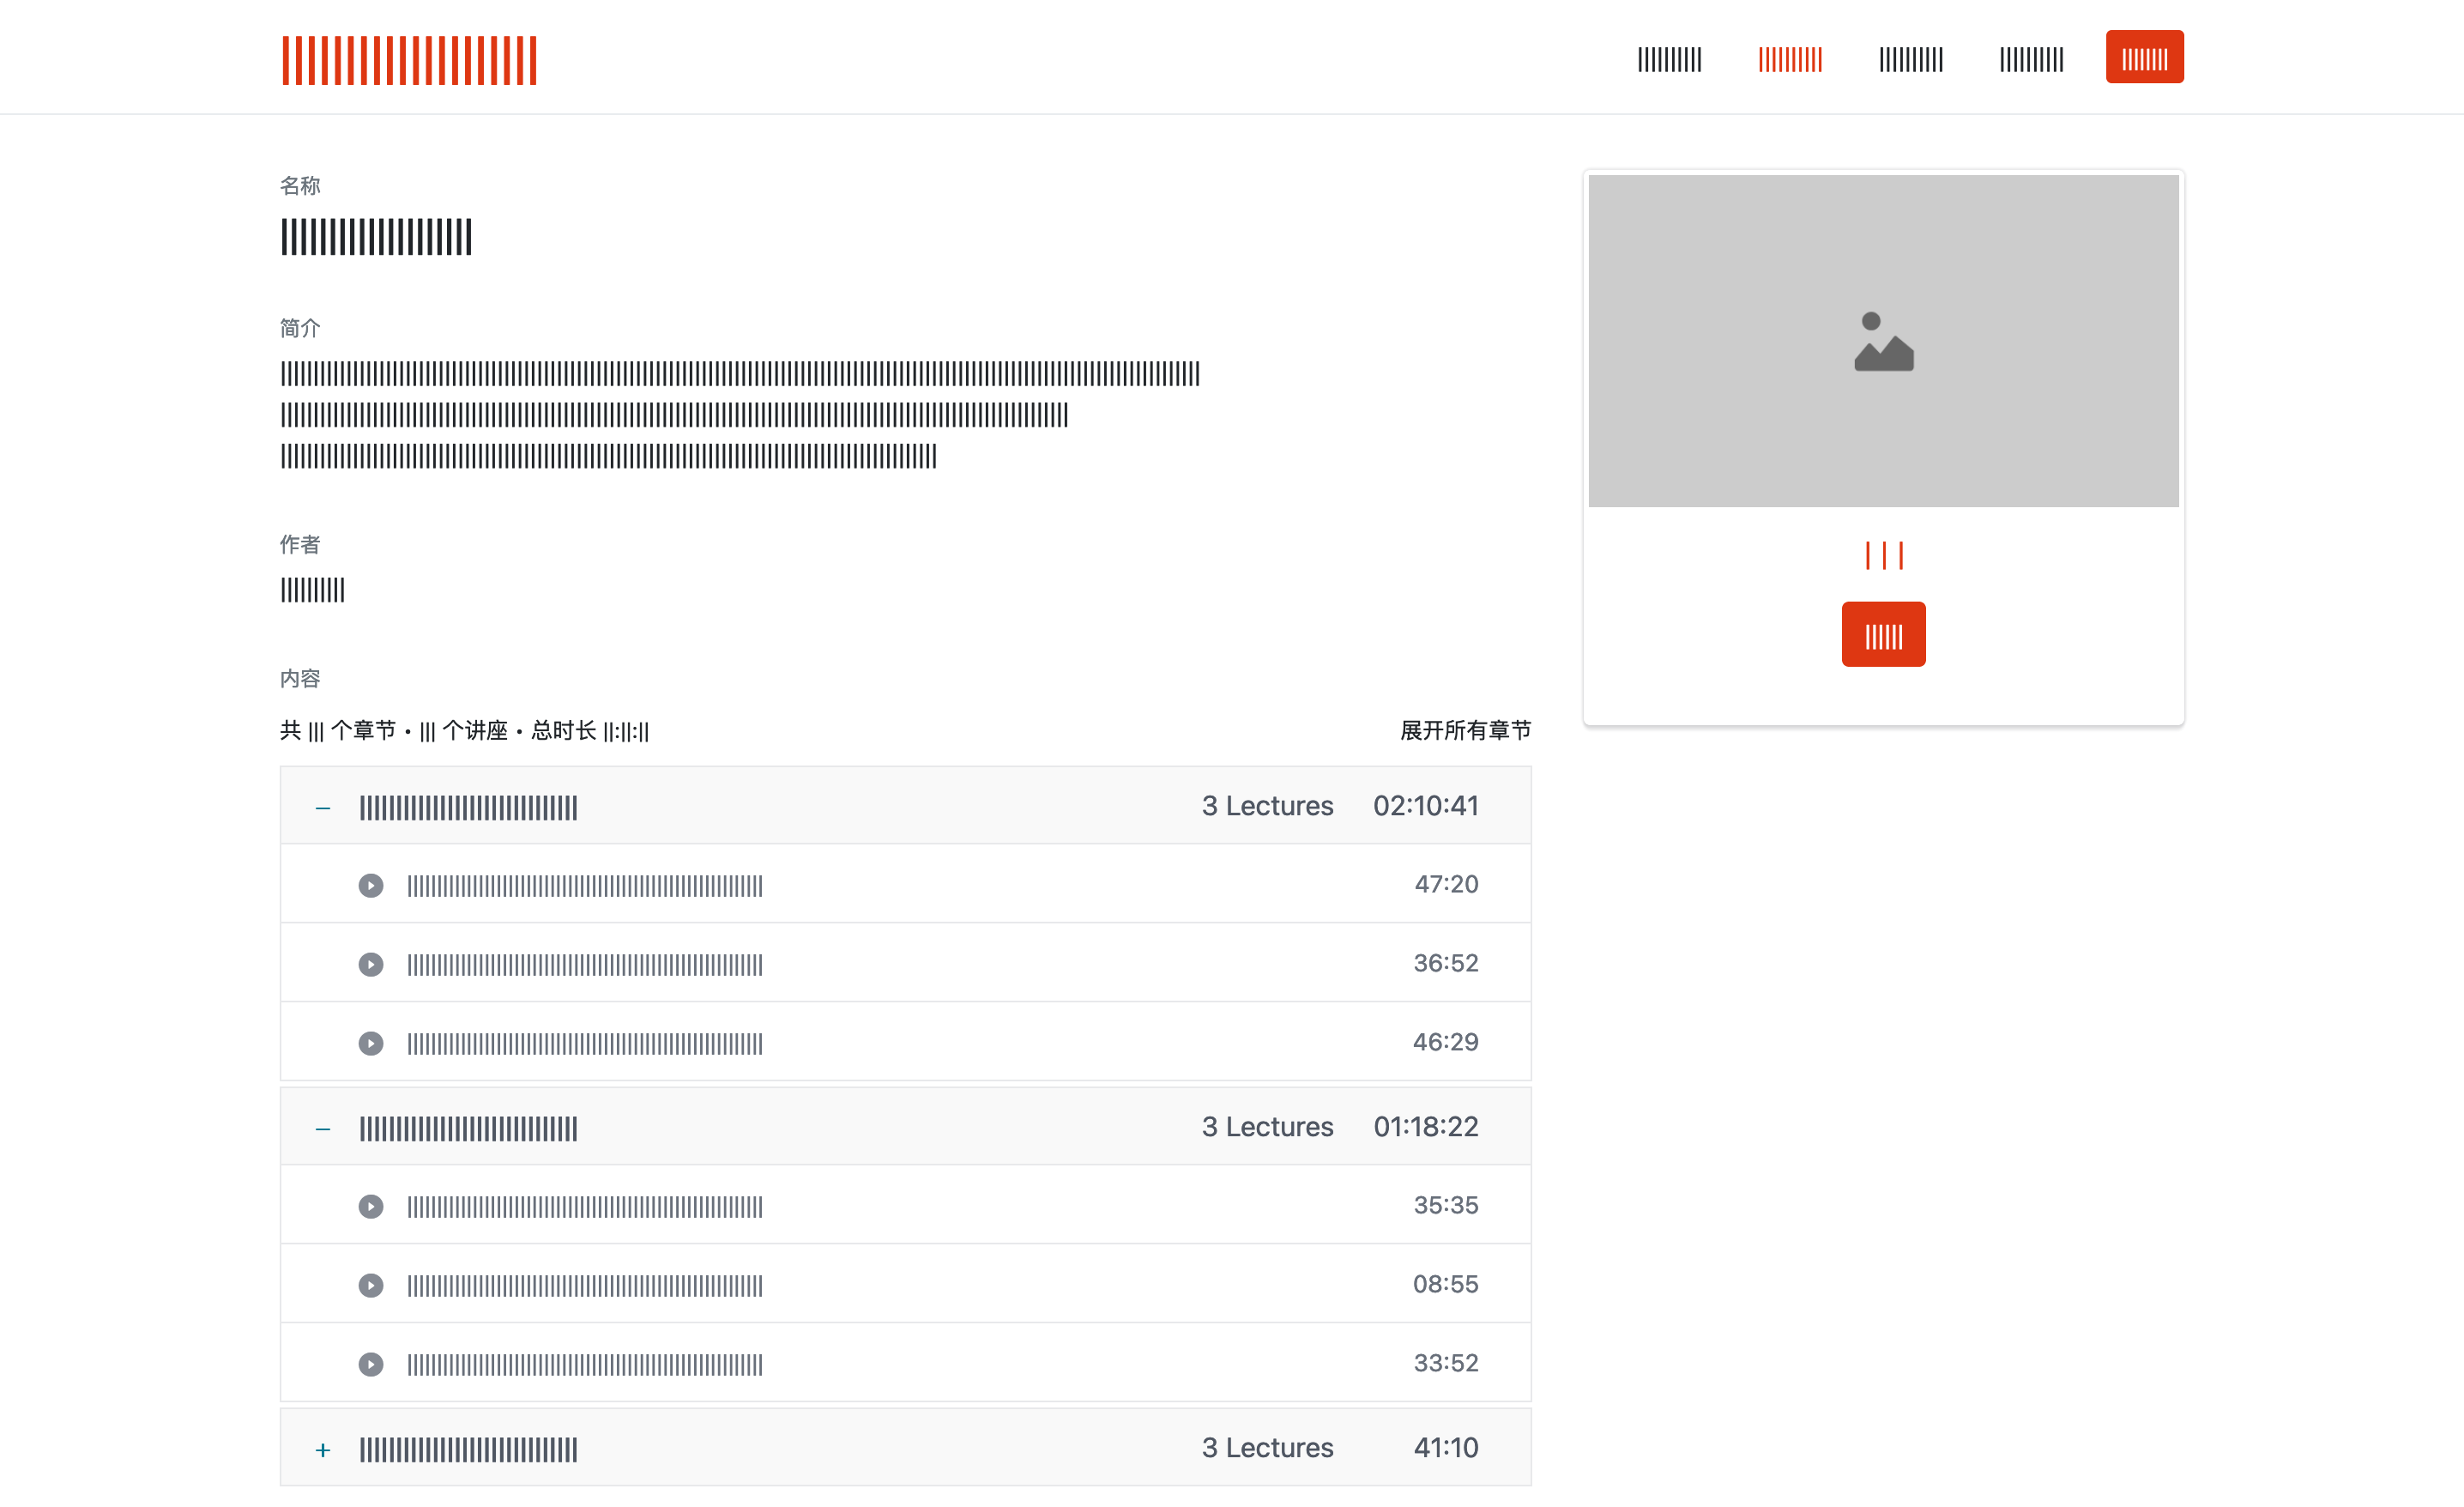 名称
简介
作者
内容
共 ||| 个章节 • ||| 个讲座 • 总时长 ||:||:||
展开所有章节
3 Lectures 02:10:41
47:20
36:52
46:29
3 Lectures 01:18:22
35:35
08:55
33:52
3 Lectures 41:10